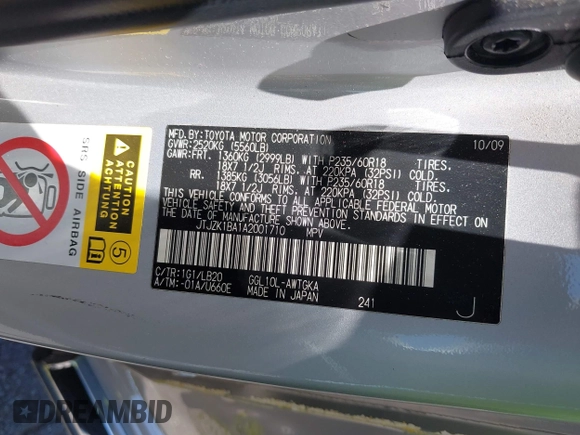 MFD.BY:TOYOTA MOTOR CORPORATION 10/09
GVWR:2520KG (5560LB)
GAWR:FRT. 1360KG (2999LB) WITH P235/60R18 TIRES.
18X7 1/2J RIMS. AT 220KPA (32PSI) COLD.
RR. 1385KG (3056LB) WITH P235/60R18 TIRES.
18X7 1/2J RIMS. AT 220KPA (32PSI) COLD.
THIS VEHICLE CONFORMS TO ALL APPLICABLE FEDERAL MOTOR
VEHICLE SAFETY AND THEFT PREVENTION STANDARDS IN EFFECT ON
THE DATE OF MANUFACTURE SHOWN ABOVE.
JTJZK1BA1A2001710 MPV
C/TR:1G1/LB20 GGL10L-AWTGKA
A/TM:-01A/U660E MADE IN JAPAN 241 J
SRS SIDE AIRBAG
5
DREAMBID